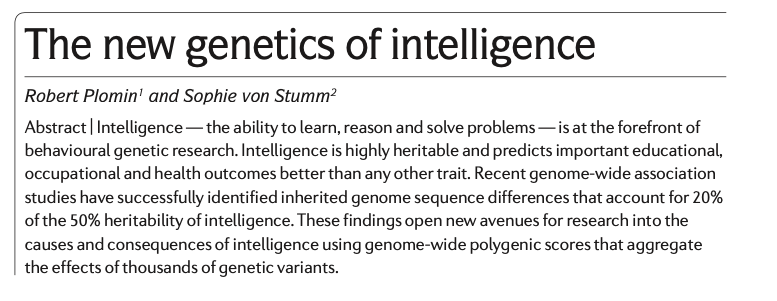 The new genetics of intelligence
Robert Plomin¹ and Sophie von Stumm²
Abstract | Intelligence — the ability to learn, reason and solve problems — is at the forefront of
behavioural genetic research. Intelligence is highly heritable and predicts important educational,
occupational and health outcomes better than any other trait. Recent genome-wide association
studies have successfully identified inherited genome sequence differences that account for 20%
of the 50% heritability of intelligence. These findings open new avenues for research into the
causes and consequences of intelligence using genome-wide polygenic scores that aggregate
the effects of thousands of genetic variants.